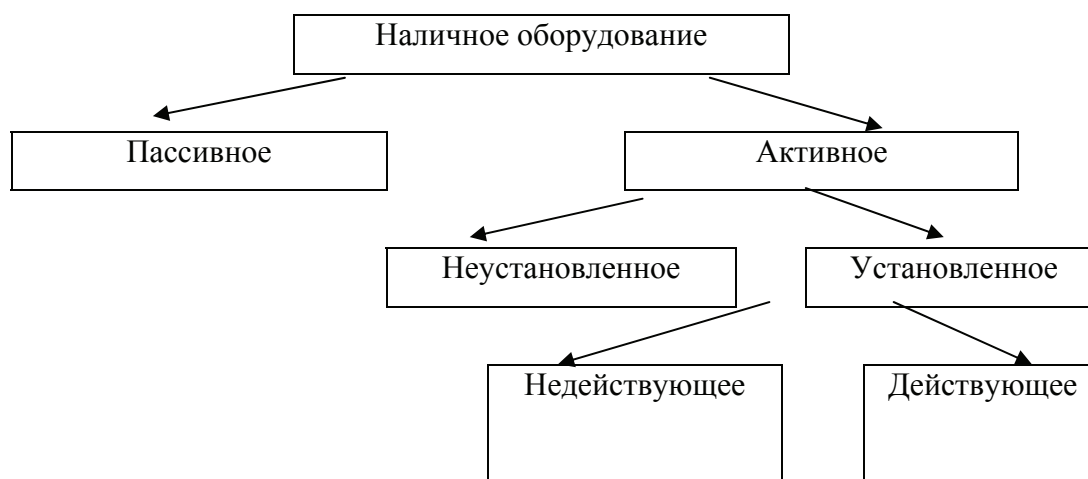 Наличное оборудование
Пассивное
Активное
Неустановленное
Установленное
Недействующее
Действующее